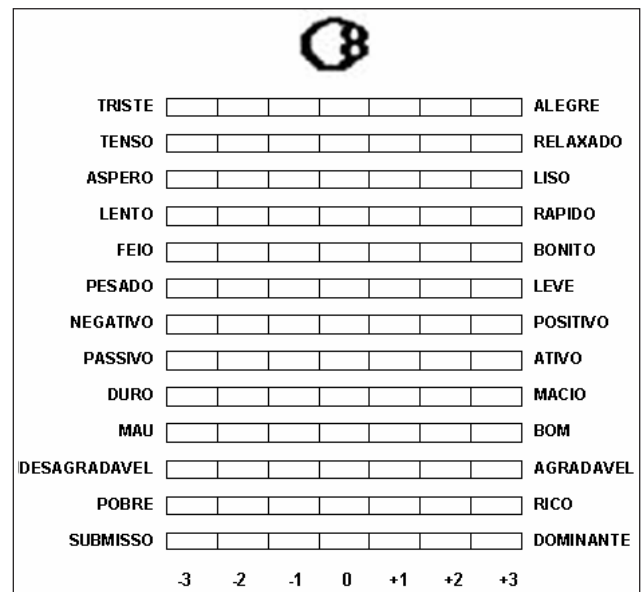 TRISTE ALEGRE
TENSO RELAXADO
ASPERO LISO
LENTO RAPIDO
FEIO BONITO
PESADO LEVE
NEGATIVO POSITIVO
PASSIVO ATIVO
DURO MACIO
MAU BOM
DESAGRADAVEL AGRADAVEL
POBRE RICO
SUBMISSO DOMINANTE
-3 -2 -1 0 +1 +2 +3